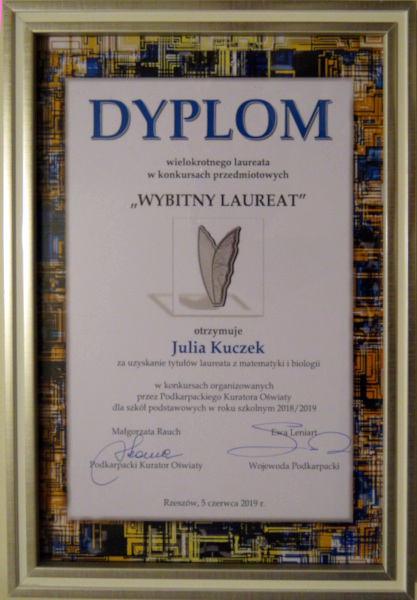 DYPLOM
wielokrotnego laureata
w konkursach przedmiotowych
„WYBITNY LAUREAT”
otrzymuje
Julia Kuczek
za uzyskanie tytułów laureata z matematyki i biologii
w konkursach organizowanych
przez Podkarpackiego Kuratora Oświaty
dla szkół podstawowych w roku szkolnym 2018/2019
Małgorzata Rauch
Ewa Leniart
Podkarpacki Kurator Oświaty
Wojewoda Podkarpacki
Rzeszów, 5 czerwca 2019 r.